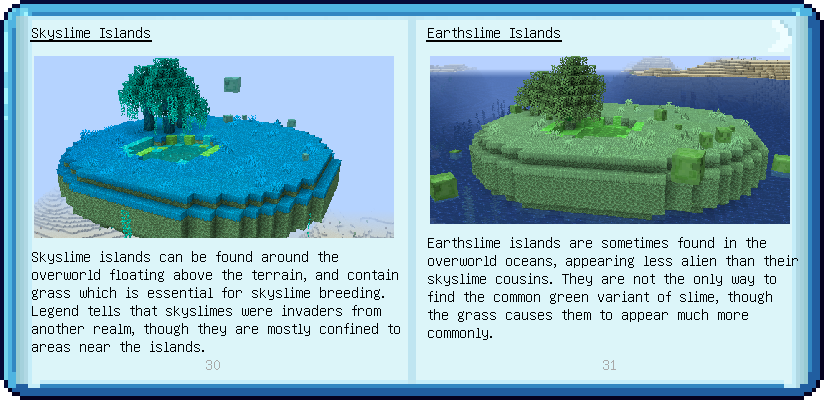 Skyslime Islands
Skyslime islands can be found around the
overworld floating above the terrain, and contain
grass which is essential for skyslime breeding.
Legend tells that skyslimes were invaders from
another realm, though they are mostly confined to
areas near the islands.
30
Earthslime Islands
Earthslime islands are sometimes found in the
overworld oceans, appearing less alien than their
skyslime cousins. They are not the only way to
find the common green variant of slime, though
the grass causes them to appear much more
commonly.
31